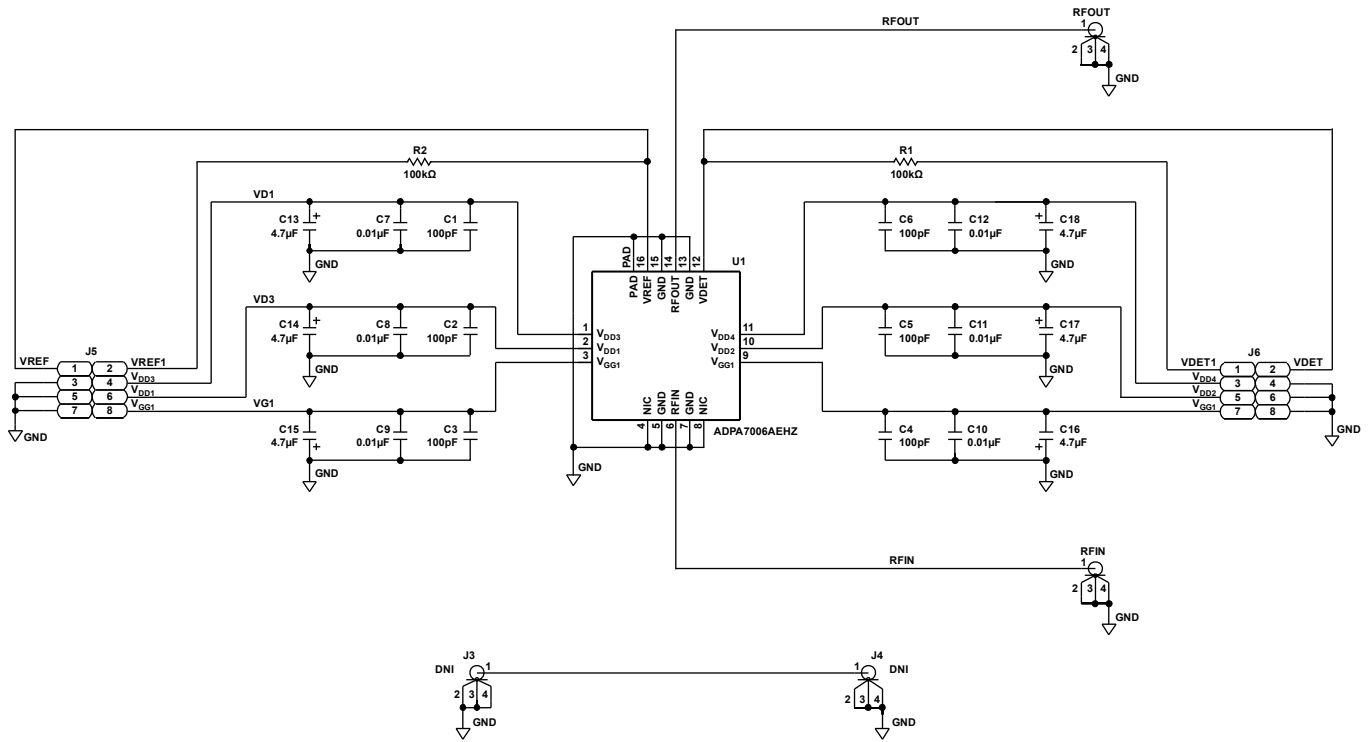 RFOUT
RFOUT
1
2 3 4
GND
R2
100kΩ
R1
100kΩ
VD1
C13
4.7µF
+
C7
0.01µF
C1
100pF
GND
C6
100pF
C12
0.01µF
C18
4.7µF
+
GND
PAD 16 15 14 13 12
U1
PAD VREF GND RFOUT GND VDET
VD3
C14
4.7µF
+
C8
0.01µF
C2
100pF
GND
1 VDD3
2 VDD1
3 VGG1
VDD4 11
VDD2 10
VGG1 9
C5
100pF
C11
0.01µF
C17
4.7µF
+
GND
J5
VREF 1 2 VREF1
3 4 VDD3
5 6 VDD1
7 8 VGG1
GND
J6
VDET1 1 2 VDET
VDD4 3 4
VDD2 5 6
VGG1 7 8
GND
VG1
C15
4.7µF
+
C9
0.01µF
C3
100pF
GND
NIC GND RFIN GND NIC
4 5 6 7 8
ADPA7006AEHZ
GND
C4
100pF
C10
0.01µF
C16
4.7µF
+
GND
RFIN
RFIN
1
2 3 4
GND
J3
DNI 1
2 3 4
GND
J4
1 DNI
2 3 4
GND